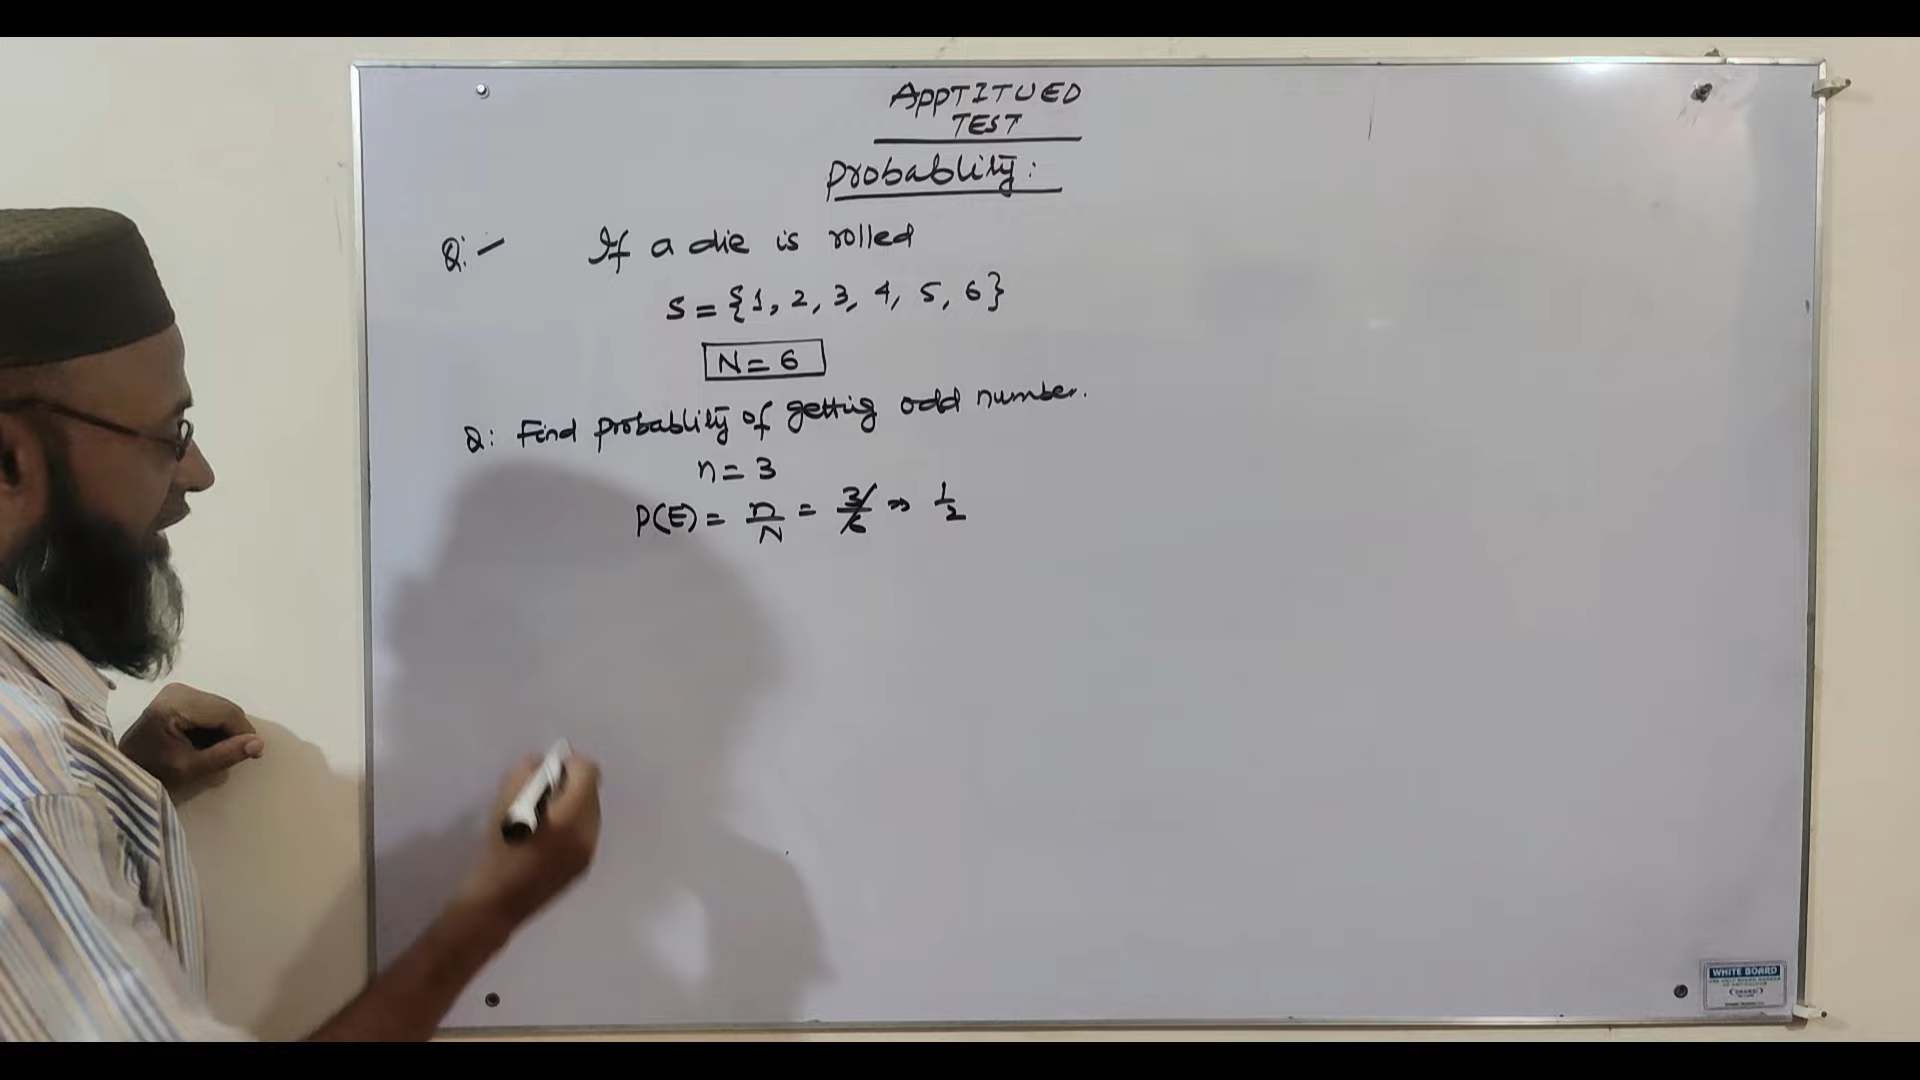 APPTITUED
TEST
Probablity:
Q:- If a die is rolled
S = {1, 2, 3, 4, 5, 6}
N = 6
Q: Find probablity of getting odd number.
n = 3
P(E) = n/N = 3/6 ⇒ 1/2
WHITE BOARD